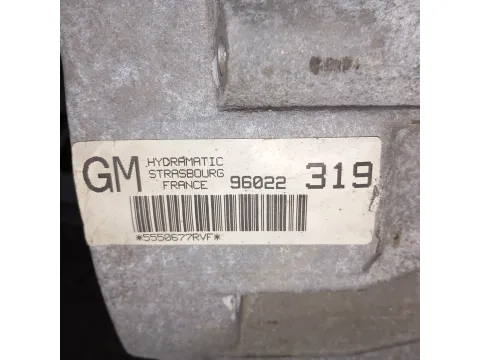 GM HYDRAMATIC
STRASBOURG
FRANCE 96022 319
*5550677RVF*